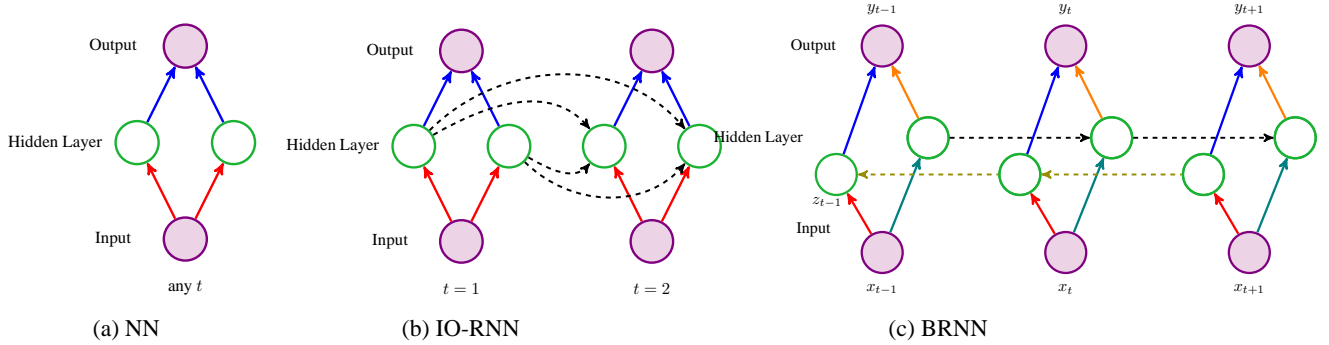 Output
Hidden Layer
Input
any t
(a) NN
Output
Hidden Layer
Input
t = 1
t = 2
(b) IO-RNN
y_{t-1}
y_t
y_{t+1}
Output
Hidden Layer
z_{t-1}
Input
x_{t-1}
x_t
x_{t+1}
(c) BRNN